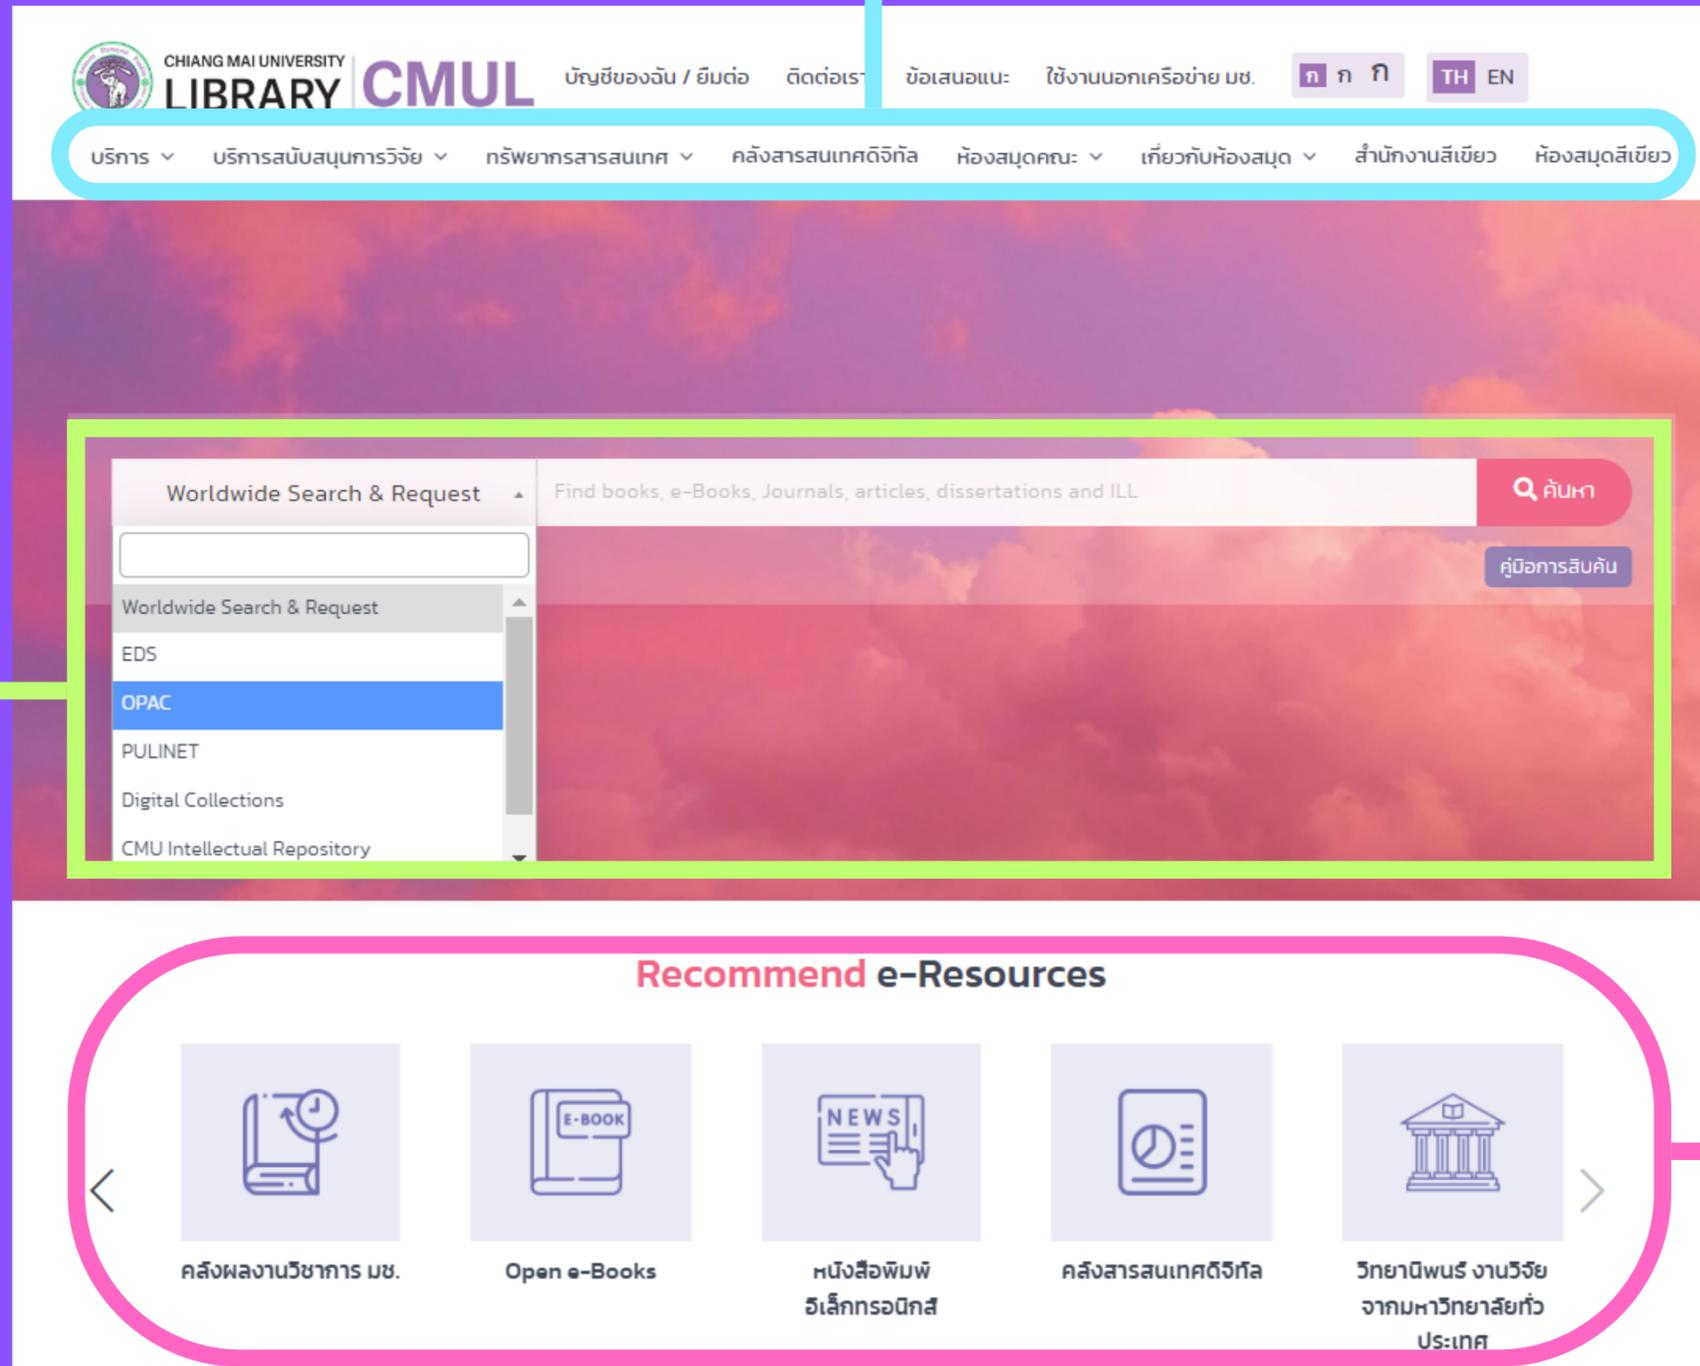 CHIANG MAI UNIVERSITY
LIBRARY
CMUL
บัญชีของฉัน / ยืมต่อ ติดต่อเรา ข้อเสนอแนะ ใช้งานนอกเครือข่าย มช. ก ก ก TH EN
บริการ บริการสนับสนุนการวิจัย ทรัพยากรสารสนเทศ คลังสารสนเทศดิจิทัล ห้องสมุดคณะ เกี่ยวกับห้องสมุด สำนักงานสีเขียว ห้องสมุดสีเขียว
Worldwide Search & Request Find books, e-Books, Journals, articles, dissertations and ILL ค้นหา
คู่มือการสืบค้น
Worldwide Search & Request
EDS
OPAC
PULINET
Digital Collections
CMU Intellectual Repository
Recommend e-Resources
E-BOOK
NEWS
คลังผลงานวิชาการ มช.
Open e-Books
หนังสือพิมพ์
อิเล็กทรอนิกส์
คลังสารสนเทศดิจิทัล
วิทยานิพนธ์ งานวิจัย
จากมหาวิทยาลัยทั่ว
ประเทศ